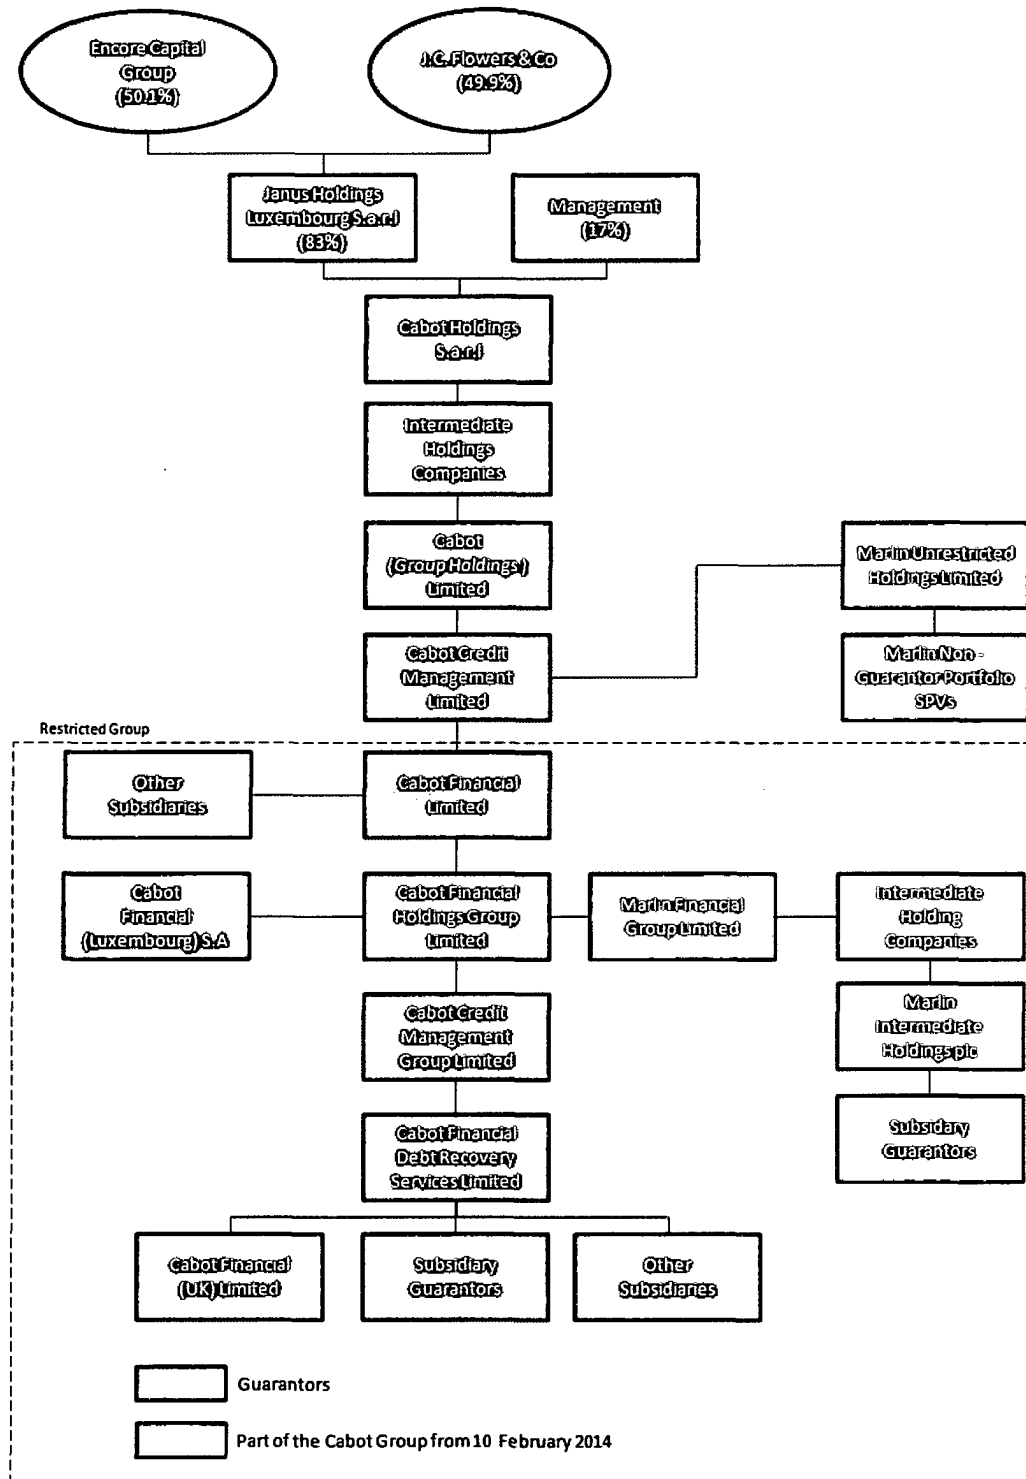 Encore Capital
Group
(50.1%)
J.C. Flowers & Co
(49.9%)
Janus Holdings
Luxembourg S.a.r.l
(83%)
Management
(17%)
Cabot Holdings
S.a.r.l
Intermediate
Holdings
Companies
Cabot
(Group Holdings )
Limited
Marlin Unrestricted
Holdings Limited
Cabot Credit
Management
Limited
Marlin Non -
Guarantor Portfolio
SPVs
Restricted Group
Other
Subsidiaries
Cabot Financial
Limited
Cabot
Financial
(Luxembourg) S.A
Cabot Financial
Holdings Group
Limited
Marlin Financial
Group Limited
Intermediate
Holding
Companies
Cabot Credit
Management
Group Limited
Marlin
Intermediate
Holdings plc
Cabot Financial
Debt Recovery
Services Limited
Subsidary
Guarantors
Cabot Financial
(UK) Limited
Subsidiary
Guarantors
Other
Subsidiaries
Guarantors
Part of the Cabot Group from 10 February 2014